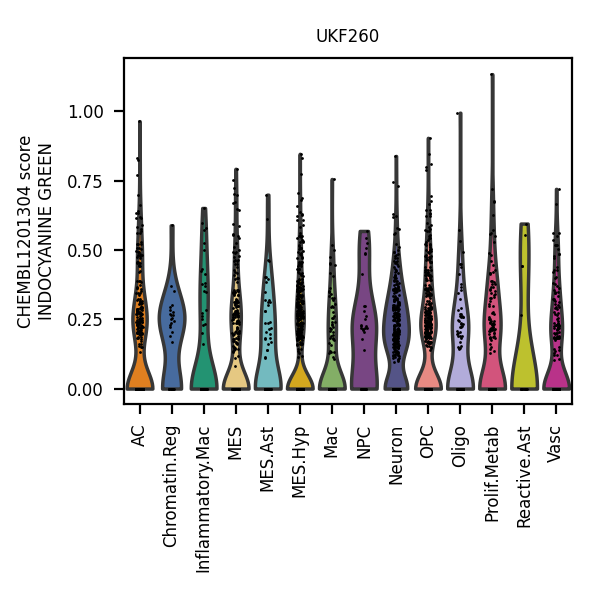 UKF260
CHEMBL1201304 score
INDOCYANINE GREEN
1.00
0.75
0.50
0.25
0.00
AC
Chromatin.Reg
Inflammatory.Mac
MES
MES.Ast
MES.Hyp
Mac
NPC
Neuron
OPC
Oligo
Prolif.Metab
Reactive.Ast
Vasc